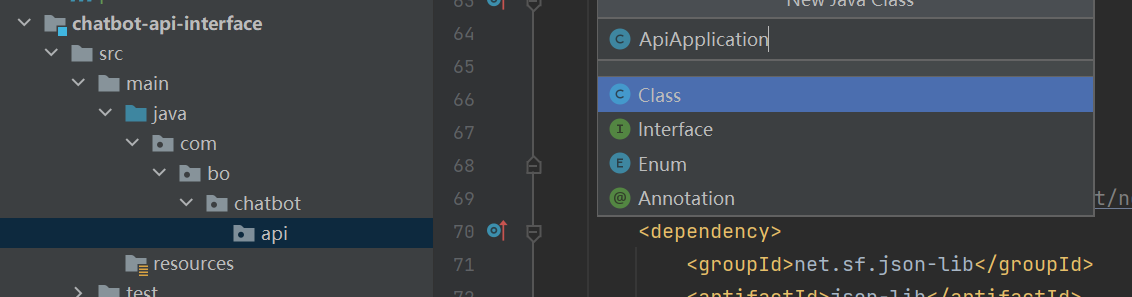 chatbot-api-interface
src
main
java
com
bo
chatbot
api
resources
test
63
64
65
66
67
68
69
70
71
New Java Class
ApiApplication
Class
Interface
Enum
Annotation
<dependency>
<groupId>net.sf.json-lib</groupId>
<artifactId>json-lib</artifactId>